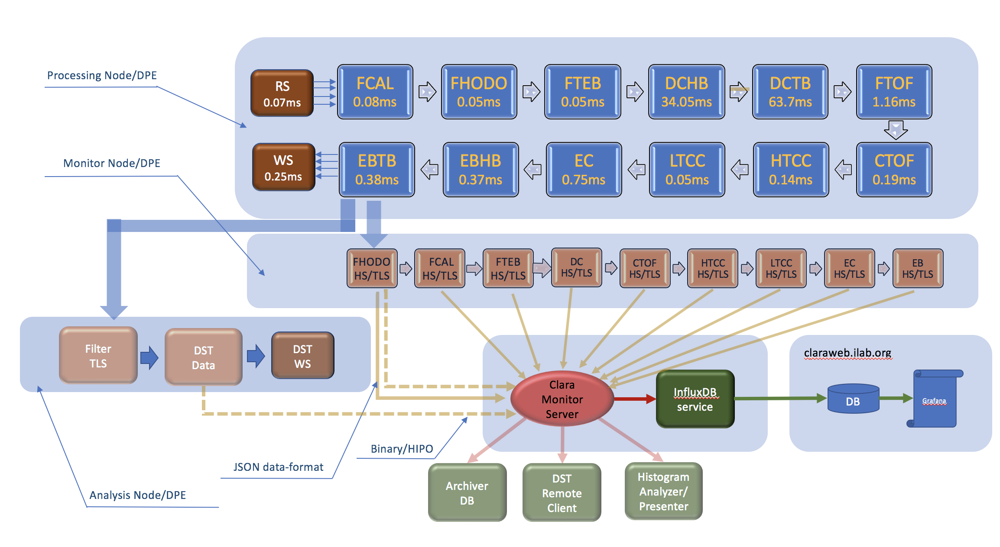 Processing Node/DPE
RS
0.07ms
FCAL
0.08ms
FHODO
0.05ms
FTEB
0.05ms
DCHB
34.05ms
DCTB
63.7ms
FTOF
1.16ms
Monitor Node/DPE
WS
0.25ms
EBTB
0.38ms
EBHB
0.37ms
EC
0.75ms
LTCC
0.05ms
HTCC
0.14ms
CTOF
0.19ms
FHODO
HS/TLS
FCAL
HS/TLS
FTEB
HS/TLS
DC
HS/TLS
CTOF
HS/TLS
HTCC
HS/TLS
LTCC
HS/TLS
EC
HS/TLS
EB
HS/TLS
Filter
TLS
DST
Data
DST
WS
Clara
Monitor
Server
InfluxDB
service
claraweb.ilab.org
DB
Grafana
Binary/HIPO
JSON data-format
Analysis Node/DPE
Archiver
DB
DST
Remote
Client
Histogram
Analyzer/
Presenter